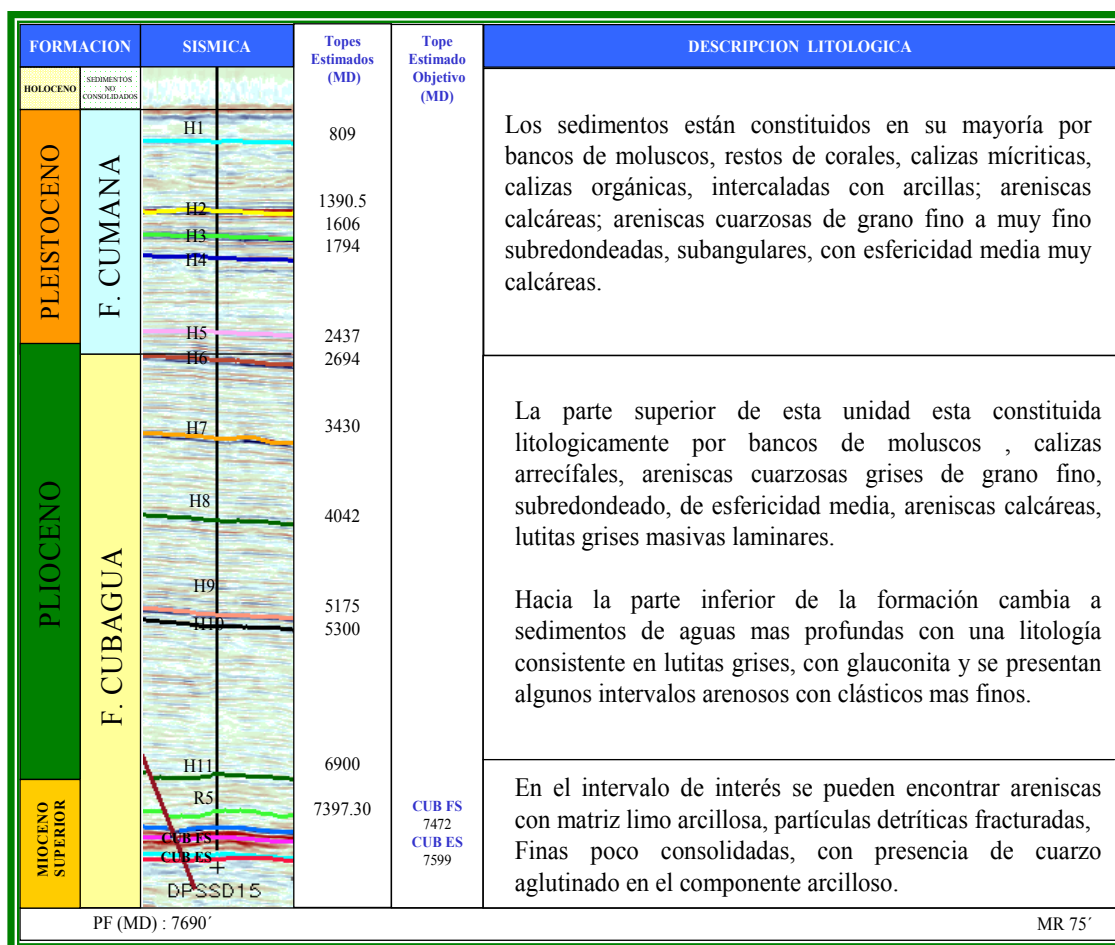 FORMACION
SISMICA
Topes
Estimados
(MD)
Tope
Estimado
Objetivo
(MD)
DESCRIPCION LITOLOGICA
HOLOCENO
SEDIMENTOS
NO
CONSOLIDADOS
PLEISTOCENO
F. CUMANA
H1
H2
H3
H4
H5
H6
809
1390.5
1606
1794
2437
2694
Los sedimentos están constituidos en su mayoría por
bancos de moluscos, restos de corales, calizas mícriticas,
calizas orgánicas, intercaladas con arcillas; areniscas
calcáreas; areniscas cuarzosas de grano fino a muy fino
subredondeadas, subangulares, con esfericidad media muy
calcáreas.
PLIOCENO
F. CUBAGUA
H7
H8
H9
H10
H11
3430
4042
5175
5300
6900
La parte superior de esta unidad esta constituida
litologicamente por bancos de moluscos , calizas
arrecífales, areniscas cuarzosas grises de grano fino,
subredondeado, de esfericidad media, areniscas calcáreas,
lutitas grises masivas laminares.
Hacia la parte inferior de la formación cambia a
sedimentos de aguas mas profundas con una litología
consistente en lutitas grises, con glauconita y se presentan
algunos intervalos arenosos con clásticos mas finos.
MIOCENO
SUPERIOR
R5
CUB FS
CUB ES
DPSSD15
7397.30
CUB FS
7472
CUB ES
7599
En el intervalo de interés se pueden encontrar areniscas
con matriz limo arcillosa, partículas detríticas fracturadas,
Finas poco consolidadas, con presencia de cuarzo
aglutinado en el componente arcilloso.
PF (MD) : 7690´
MR 75´